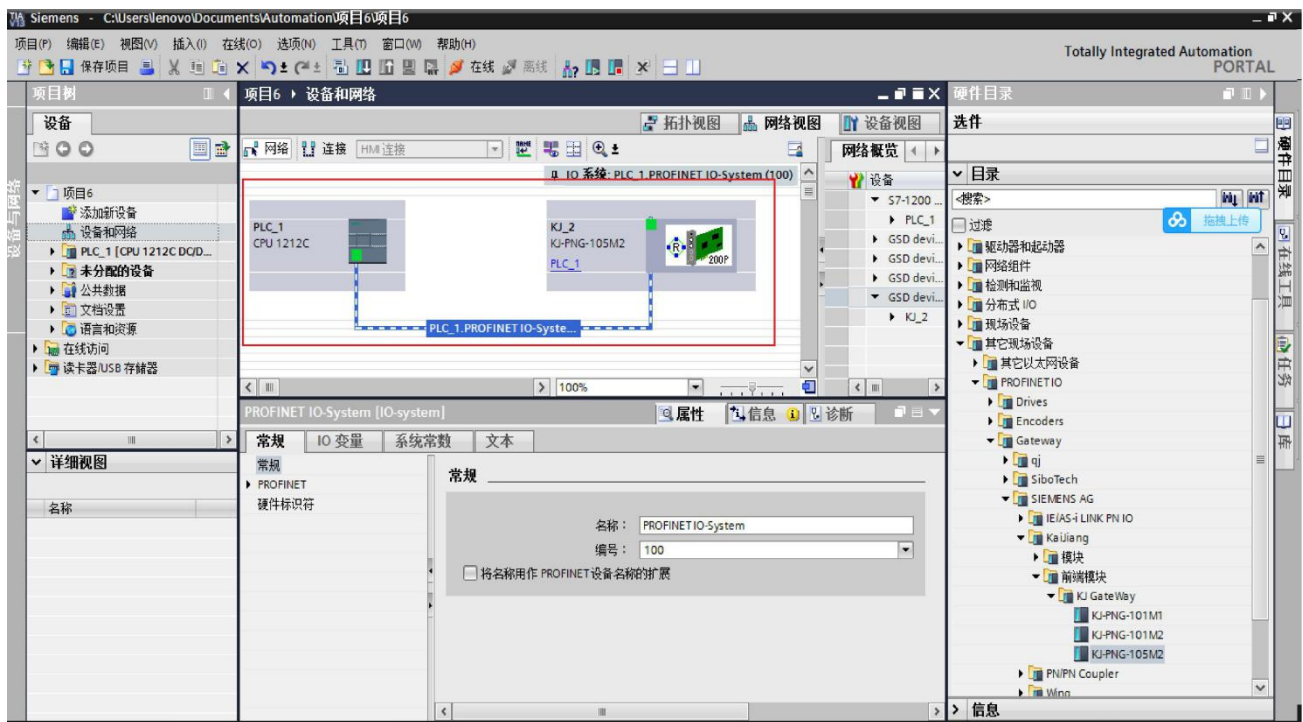 Siemens - C:\Users\lenovo\Documents\Automation\项目6\项目6
项目(P) 编辑(E) 视图(V) 插入(I) 在线(O) 选项(N) 工具(T) 窗口(W) 帮助(H)
保存项目 在线 离线
Totally Integrated Automation
PORTAL
项目树
设备
项目6
添加新设备
设备和网络
PLC_1 [CPU 1212C DC/D...
未分配的设备
公共数据
文档设置
语言和资源
在线访问
读卡器/USB 存储器
详细视图
名称
项目6 设备和网络
拓扑视图 网络视图 设备视图
网络 连接 HMI连接
IO 系统: PLC_1.PROFINET IO-System (100)
PLC_1
CPU 1212C
KJ_2
KJ-PNG-105M2
PLC_1
200P
PLC_1.PROFINET IO-Syste...
100%
网络概览
设备
S7-1200 ...
PLC_1
GSD devi...
GSD devi...
GSD devi...
GSD devi...
KJ_2
PROFINET IO-System [IO-system]
属性 信息 诊断
常规 IO 变量 系统常数 文本
常规
PROFINET
硬件标识符
常规
名称： PROFINET IO-System
编号： 100
将名称用作 PROFINET 设备名称的扩展
硬件目录
选件
目录
<搜索>
拖拽上传
过滤
驱动器和起动器
网络组件
检测和监视
分布式 I/O
现场设备
其它现场设备
其它以太网设备
PROFINET IO
Drives
Encoders
Gateway
qj
SiboTech
SIEMENS AG
IE/AS-i LINK PN IO
KaiJiang
模块
前端模块
KJ GateWay
KJ-PNG-101M1
KJ-PNG-101M2
KJ-PNG-105M2
PN/PN Coupler
Wing
信息
硬件目录
在线工具
任务
库
设备与网络